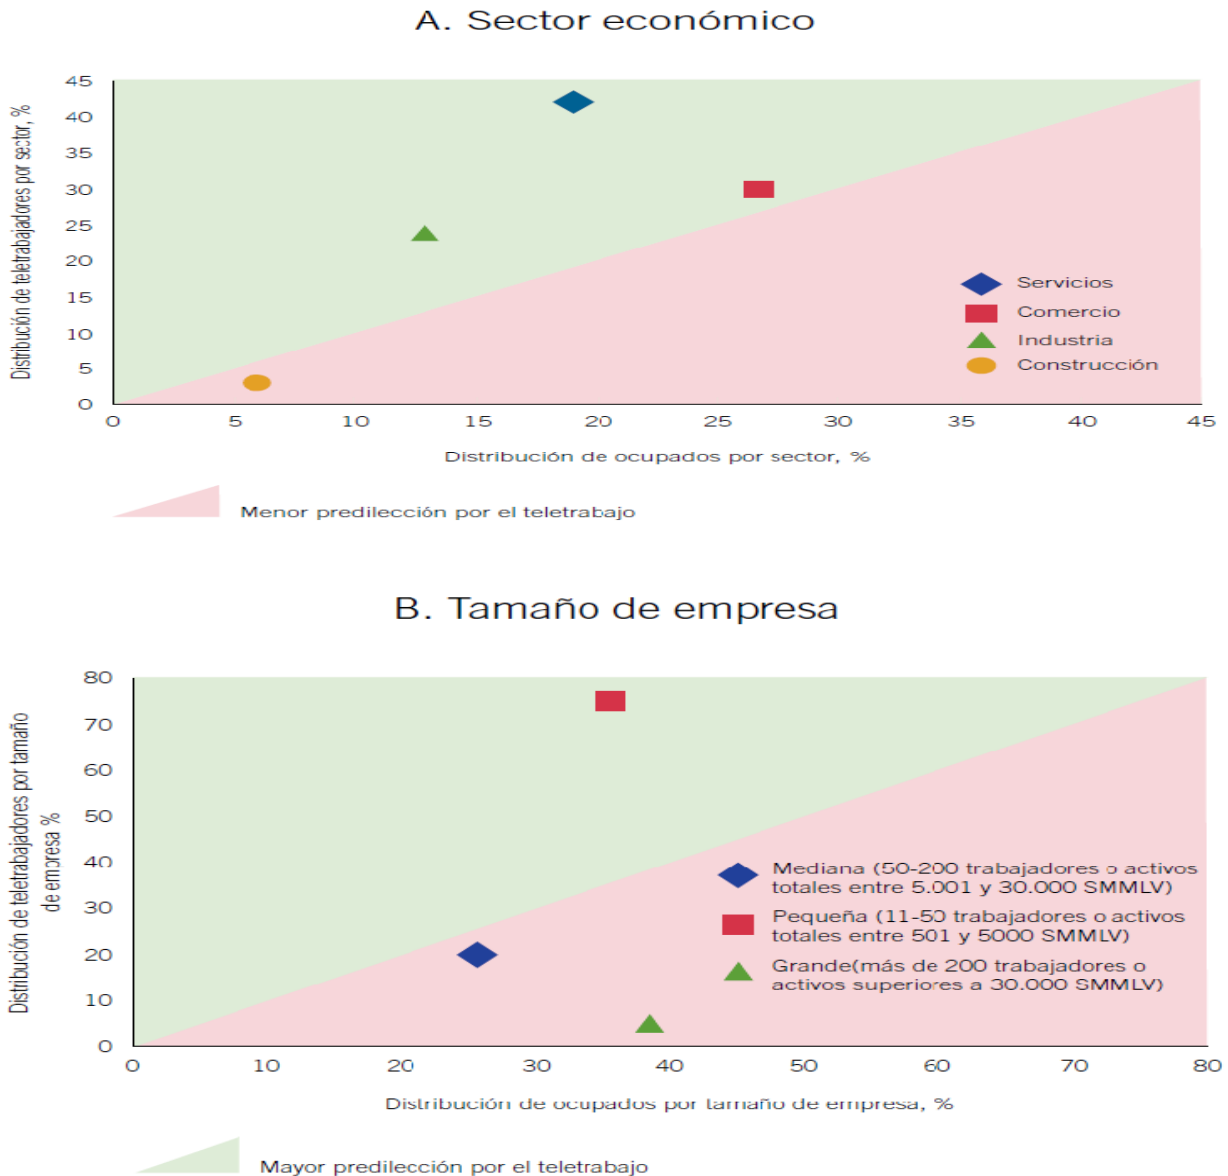 A. Sector económico
Distribución de teletrabajadores por sector, %
45
40
35
30
25
20
15
10
5
0
0 5 10 15 20 25 30 35 40 45
Servicios
Comercio
Industria
Construcción
Distribución de ocupados por sector, %
Menor predilección por el teletrabajo
B. Tamaño de empresa
Distribución de teletrabajadores por tamaño
de empresa %
80
70
60
50
40
30
20
10
0
0 10 20 30 40 50 60 70 80
Mediana (50-200 trabajadores o activos
totales entre 5.001 y 30.000 SMMLV)
Pequeña (11-50 trabajadores o activos
totales entre 501 y 5000 SMMLV)
Grande(más de 200 trabajadores o
activos superiores a 30.000 SMMLV)
Distribución de ocupados por tamaño de empresa, %
Mayor predilección por el teletrabajo